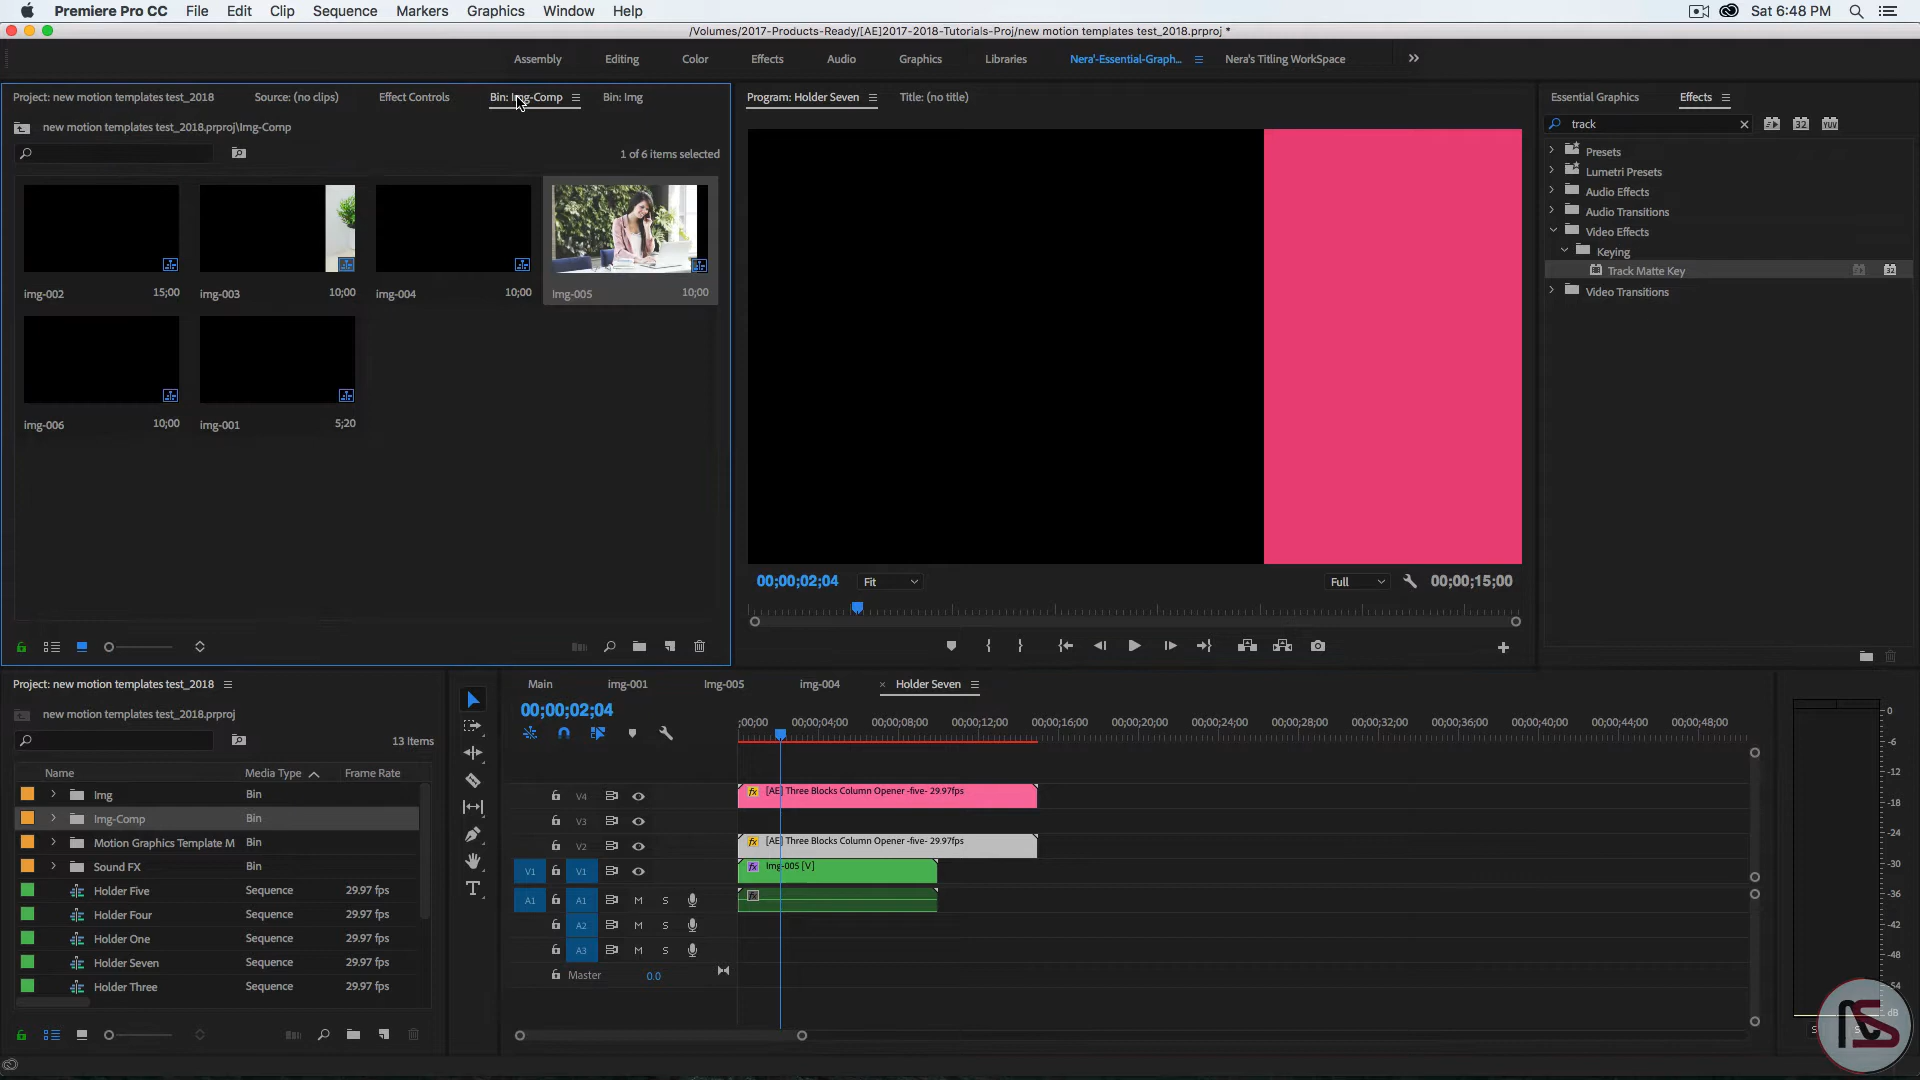 Premiere Pro CC File Edit Clip Sequence Markers Graphics Window Help Sat 6:48 PM
/Volumes/2017-Products-Ready/[AE]2017-2018-Tutorials-Proj/new motion templates test_2018.prproj *
Assembly Editing Color Effects Audio Graphics Libraries Nera'-Essential-Graph... Nera's Titling WorkSpace
Project: new motion templates test_2018 Source: (no clips) Effect Controls Bin: Img-Comp Bin: Img
new motion templates test_2018.prproj\Img-Comp
1 of 6 items selected
img-002 15;00 img-003 10;00 img-004 10;00 Img-005 10;00
img-006 10;00 img-001 5;20
Program: Holder Seven Title: (no title)
00;00;02;04 Fit Full 00;00;15;00
Essential Graphics Effects
track 32 YUV
Presets
Lumetri Presets
Audio Effects
Audio Transitions
Video Effects
Keying
Track Matte Key 32
Video Transitions
Project: new motion templates test_2018
new motion templates test_2018.prproj
13 Items
Name Media Type Frame Rate
Img Bin
Img-Comp Bin
Motion Graphics Template M Bin
Sound FX Bin
Holder Five Sequence 29.97 fps
Holder Four Sequence 29.97 fps
Holder One Sequence 29.97 fps
Holder Seven Sequence 29.97 fps
Holder Three Sequence 29.97 fps
Main img-001 Img-005 img-004 × Holder Seven
00;00;02;04
;00;00 00;00;04;00 00;00;08;00 00;00;12;00 00;00;16;00 00;00;20;00 00;00;24;00 00;00;28;00 00;00;32;00 00;00;36;00 00;00;40;00 00;00;44;00 00;00;48;00
V4 fx [AE] Three Blocks Column Opener -five- 29.97fps
V3
V2 fx [AE] Three Blocks Column Opener -five- 29.97fps
V1 V1 fx Img-005 [V]
A1 A1 M S fx
A2 M S
A3 M S
Master 0.0
0
-6
-12
-18
-24
-30
-36
-42
-48
-54
dB
S